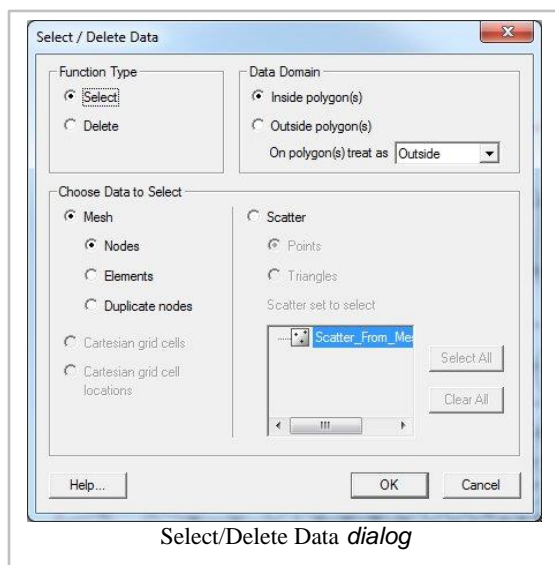 Select / Delete Data
Function Type
Select
Delete
Data Domain
Inside polygon(s)
Outside polygon(s)
On polygon(s) treat as Outside
Choose Data to Select
Mesh
Nodes
Elements
Duplicate nodes
Cartesian grid cells
Cartesian grid cell
locations
Scatter
Points
Triangles
Scatter set to select
Scatter_From_Me
Select All
Clear All
Help...
OK
Cancel
Select/Delete Data dialog